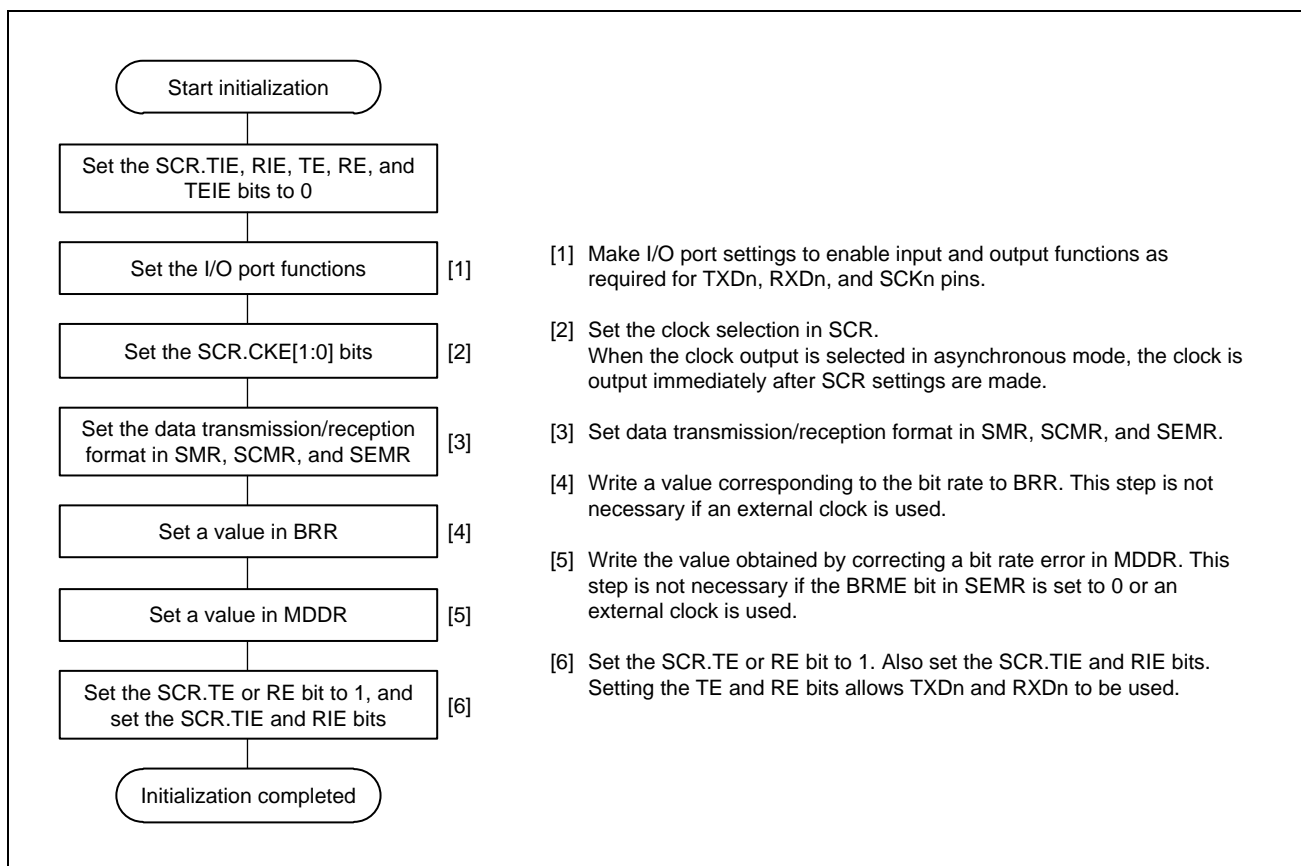 Start initialization
Set the SCR.TIE, RIE, TE, RE, and
TEIE bits to 0
Set the I/O port functions
[1]
Set the SCR.CKE[1:0] bits
[2]
Set the data transmission/reception
format in SMR, SCMR, and SEMR
[3]
Set a value in BRR
[4]
Set a value in MDDR
[5]
Set the SCR.TE or RE bit to 1, and
set the SCR.TIE and RIE bits
[6]
Initialization completed
[1] Make I/O port settings to enable input and output functions as
required for TXDn, RXDn, and SCKn pins.
[2] Set the clock selection in SCR.
When the clock output is selected in asynchronous mode, the clock is
output immediately after SCR settings are made.
[3] Set data transmission/reception format in SMR, SCMR, and SEMR.
[4] Write a value corresponding to the bit rate to BRR. This step is not
necessary if an external clock is used.
[5] Write the value obtained by correcting a bit rate error in MDDR. This
step is not necessary if the BRME bit in SEMR is set to 0 or an
external clock is used.
[6] Set the SCR.TE or RE bit to 1. Also set the SCR.TIE and RIE bits.
Setting the TE and RE bits allows TXDn and RXDn to be used.